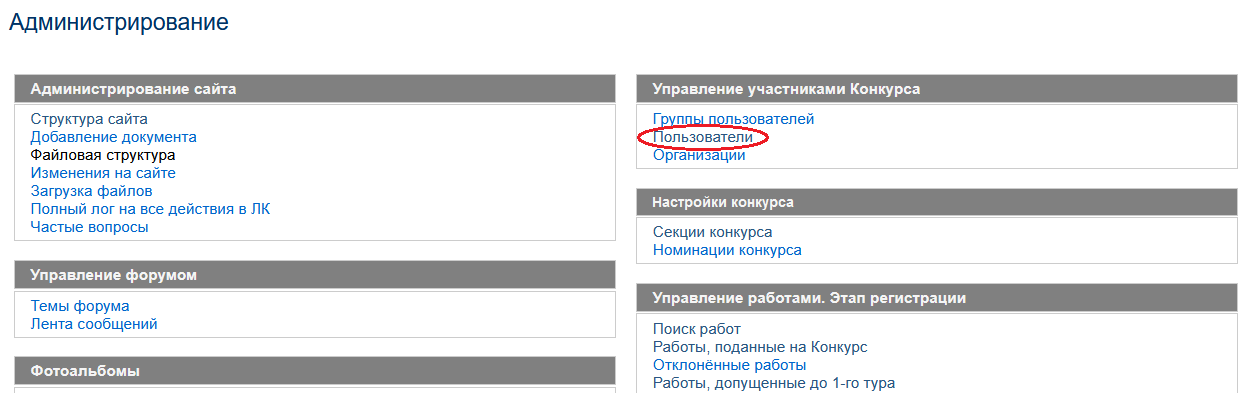 Администрирование
Администрирование сайта
Структура сайта
Добавление документа
Файловая структура
Изменения на сайте
Загрузка файлов
Полный лог на все действия в ЛК
Частые вопросы
Управление форумом
Темы форума
Лента сообщений
Фотоальбомы
Управление участниками Конкурса
Группы пользователей
Пользователи
Организации
Настройки конкурса
Секции конкурса
Номинации конкурса
Управление работами. Этап регистрации
Поиск работ
Работы, поданные на Конкурс
Отклонённые работы
Работы, допущенные до 1-го тура